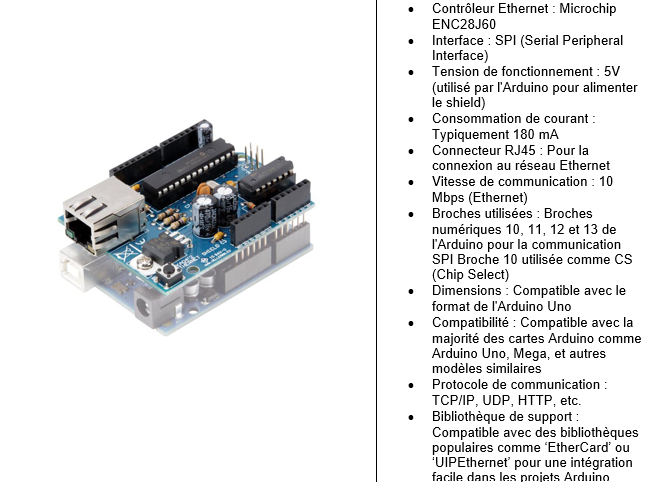 • Contrôleur Ethernet : Microchip
ENC28J60
• Interface : SPI (Serial Peripheral
Interface)
• Tension de fonctionnement : 5V
(utilisé par l'Arduino pour alimenter
le shield)
• Consommation de courant :
Typiquement 180 mA
• Connecteur RJ45 : Pour la
connexion au réseau Ethernet
• Vitesse de communication : 10
Mbps (Ethernet)
• Broches utilisées : Broches
numériques 10, 11, 12 et 13 de
l'Arduino pour la communication
SPI Broche 10 utilisée comme CS
(Chip Select)
• Dimensions : Compatible avec le
format de l'Arduino Uno
• Compatibilité : Compatible avec la
majorité des cartes Arduino comme
Arduino Uno, Mega, et autres
modèles similaires
• Protocole de communication :
TCP/IP, UDP, HTTP, etc.
• Bibliothèque de support :
Compatible avec des bibliothèques
populaires comme ‘EtherCard’ ou
‘UIPEthernet’ pour une intégration
facile dans les projets Arduino